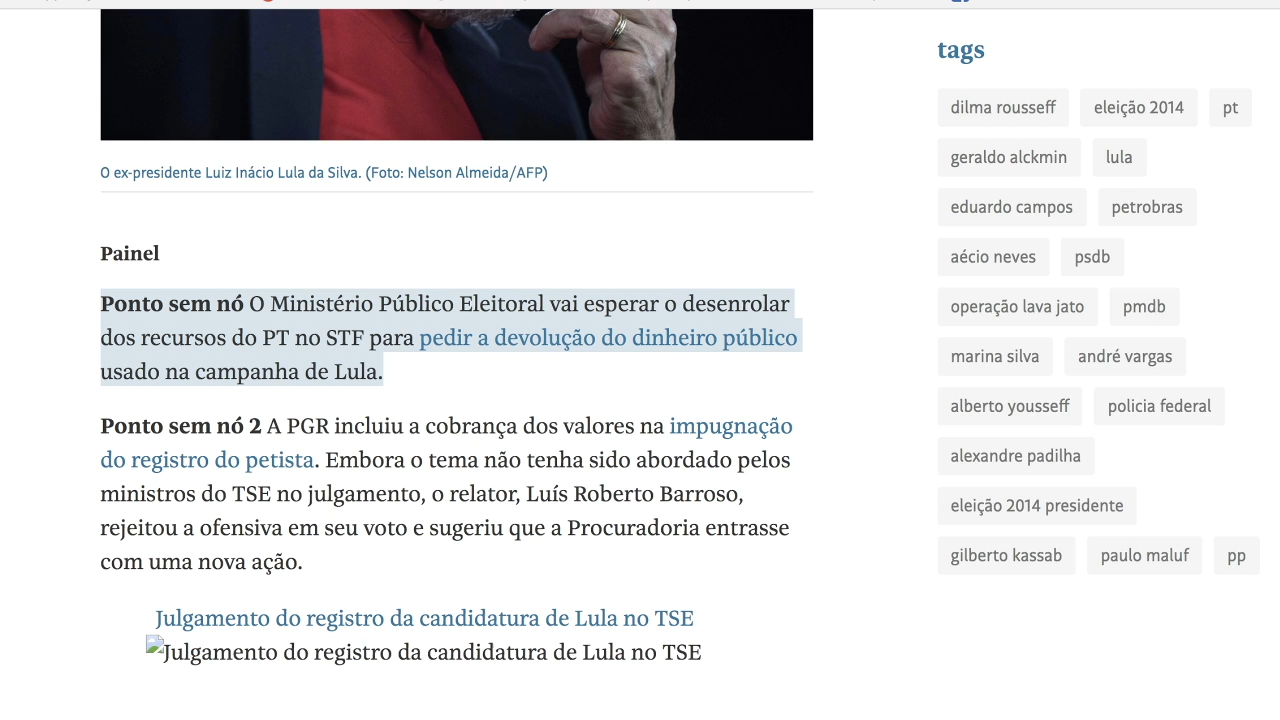 O ex-presidente Luiz Inácio Lula da Silva. (Foto: Nelson Almeida/AFP)
Painel
Ponto sem nó O Ministério Público Eleitoral vai esperar o desenrolar
dos recursos do PT no STF para pedir a devolução do dinheiro público
usado na campanha de Lula.
Ponto sem nó 2 A PGR incluiu a cobrança dos valores na impugnação
do registro do petista. Embora o tema não tenha sido abordado pelos
ministros do TSE no julgamento, o relator, Luís Roberto Barroso,
rejeitou a ofensiva em seu voto e sugeriu que a Procuradoria entrasse
com uma nova ação.
Julgamento do registro da candidatura de Lula no TSE
Julgamento do registro da candidatura de Lula no TSE
tags
dilma rousseff eleição 2014 pt
geraldo alckmin lula
eduardo campos petrobras
aécio neves psdb
operação lava jato pmdb
marina silva andré vargas
alberto yousseff policia federal
alexandre padilha
eleição 2014 presidente
gilberto kassab paulo maluf pp